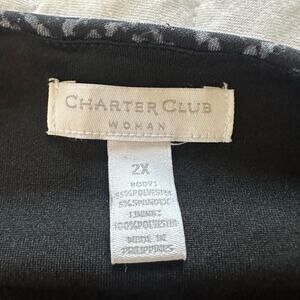 CHARTER CLUB
WOMAN
2X
BODY:
95%POLYESTER
5%SPANDEX
LINING:
100%POLYESTER
MADE IN
PHILIPPINES